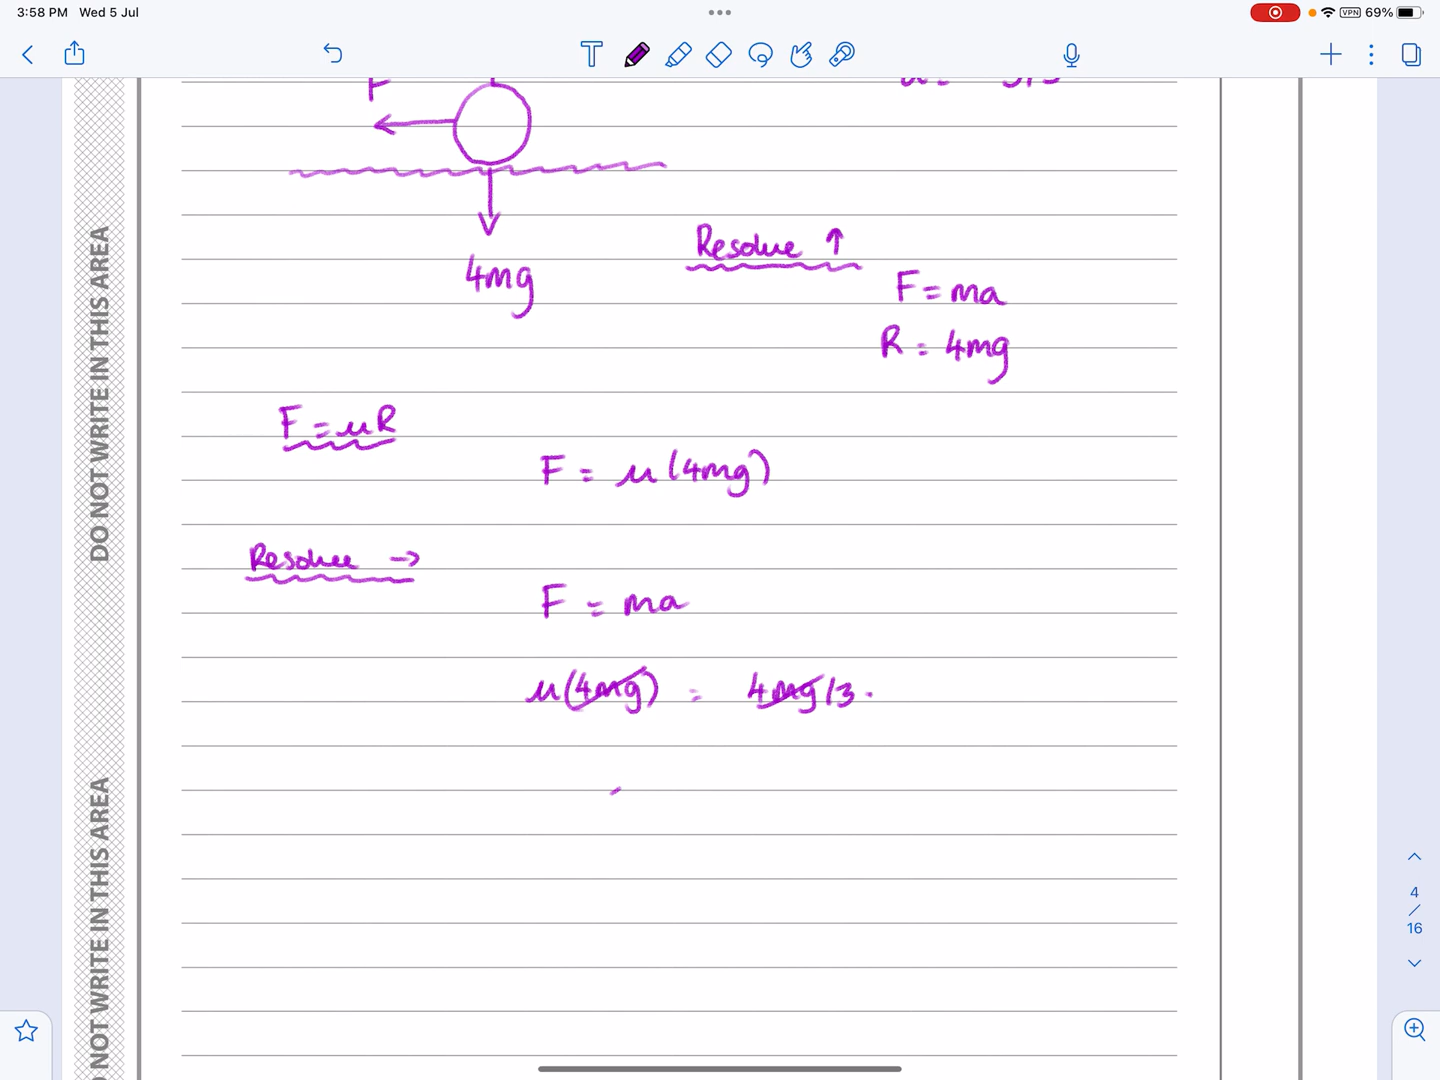 3:58 PM Wed 5 Jul
VPN 69%
T
F
4mg
Resolve ↑
F = ma
R = 4mg
F = μR
F = μ(4mg)
Resolve →
F = ma
μ(4mg) = 4mg/3.
DO NOT WRITE IN THIS AREA
NOT WRITE IN THIS AREA
4
/
16